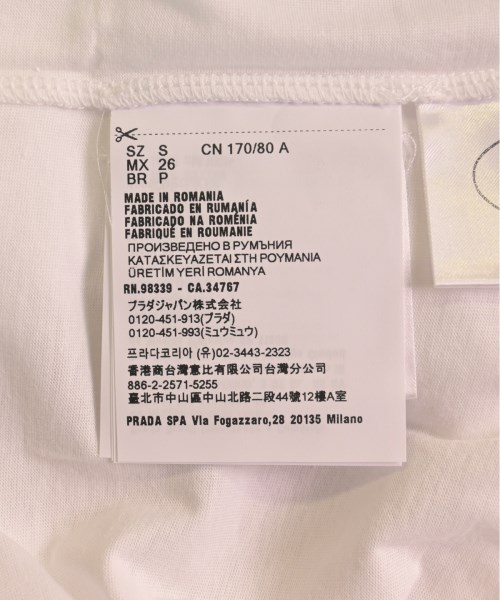 SZ S CN 170/80 A
MX 26
BR P
MADE IN ROMANIA
FABRICADO EN RUMANÍA
FABRICADO NA ROMÉNIA
FABRIQUÉ EN ROUMANIE
ПРОИЗВЕДЕНО В РУМЪНИЯ
ΚΑΤΑΣΚΕΥΑΖΕΤΑΙ ΣΤΗ ΡΟΥΜΑΝΙΑ
ÜRETİM YERİ ROMANYA
RN.98339 - CA.34767
プラダジャパン株式会社
0120-451-913(プラダ)
0120-451-993(ミュウミュウ)
프라다코리아 (유)02-3443-2323
香港商台灣意比有限公司台灣分公司
886-2-2571-5255
臺北市中山區中山北路二段44號12樓A室
PRADA SPA Via Fogazzaro,28 20135 Milano